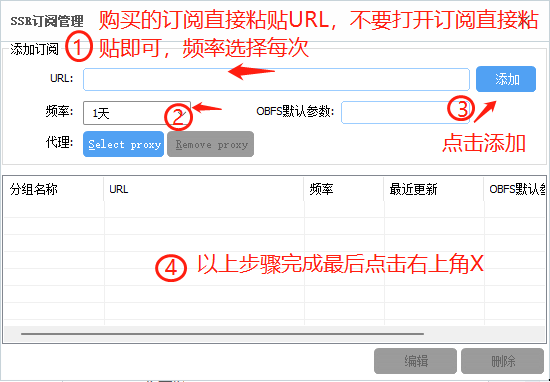 SSR订阅管理
购买的订阅直接粘贴URL，不要打开订阅直接粘
贴即可，频率选择每次
添加订阅 ①
URL:
添加
频率: 1天 ② OBFS默认参数: ③
代理: Select proxy Remove proxy 点击添加
分组名称 URL 频率 最近更新 OBFS默认参
④ 以上步骤完成最后点击右上角X
编辑 删除